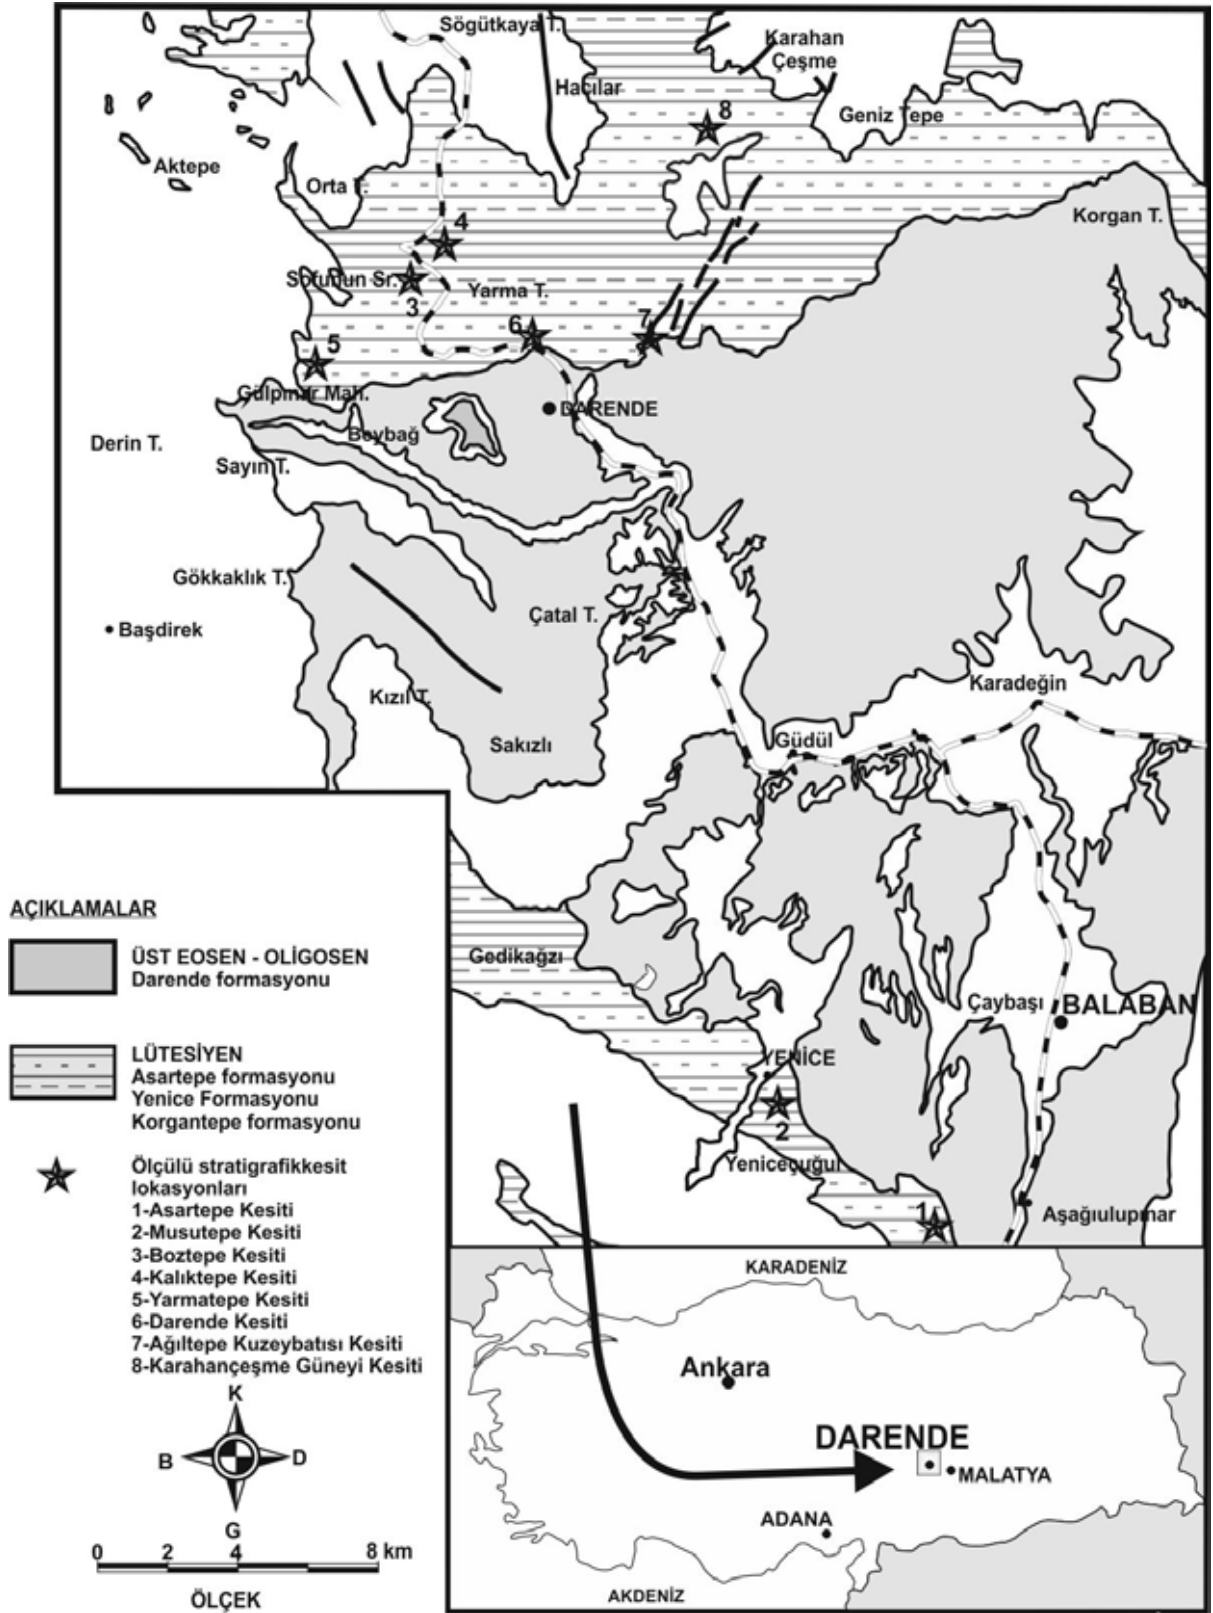 Sögütkaya T.
Karahan
Çeşme
Hacılar
8
Geniz Tepe
Aktepe
Orta T.
Korgan T.
4
Sofunun Sr.
3
Yarma T.
6
7
5
Gülpınar Mah.
DARENDE
Beybağ
Derin T.
Sayın T.
Gökkaklık T.
Çatal T.
Başdirek
Karadeğin
Kızıl T.
Sakızlı
Güdül
Gedikağzı
Çaybaşı
BALABAN
YENİCE
2
Yeniceçuğul
1
Aşağıulupınar
AÇIKLAMALAR
ÜST EOSEN - OLİGOSEN
Darende formasyonu
LÜTESİYEN
Asartepe formasyonu
Yenice Formasyonu
Korgantepe formasyonu
Ölçülü stratigrafikkesit
lokasyonları
1-Asartepe Kesiti
2-Musutepe Kesiti
3-Boztepe Kesiti
4-Kalıktepe Kesiti
5-Yarmatepe Kesiti
6-Darende Kesiti
7-Ağıltepe Kuzeybatısı Kesiti
8-Karahançeşme Güneyi Kesiti
K
B
D
G
0 2 4 8 km
ÖLÇEK
KARADENİZ
Ankara
DARENDE
MALATYA
ADANA
AKDENİZ